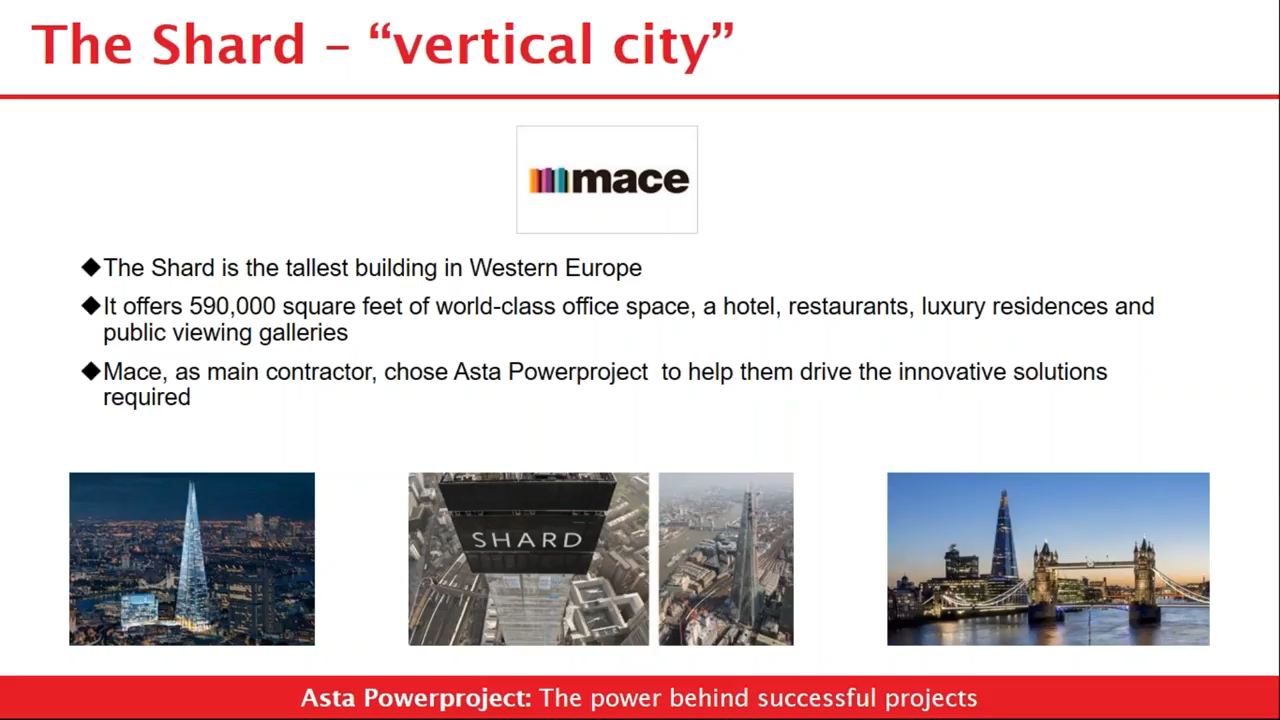 The Shard – “vertical city”
mace
◆The Shard is the tallest building in Western Europe
◆It offers 590,000 square feet of world-class office space, a hotel, restaurants, luxury residences and
public viewing galleries
◆Mace, as main contractor, chose Asta Powerproject  to help them drive the innovative solutions
required
SHARD
Asta Powerproject: The power behind successful projects